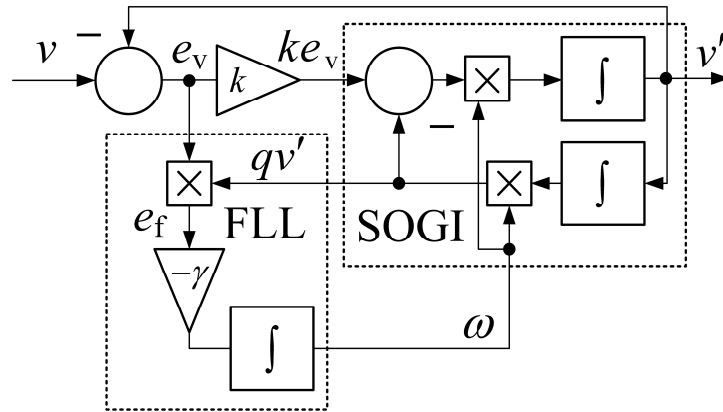 v − e_v ke_v v′
k ∫
× −
qv′ × ∫
×
e_f FLL SOGI
−γ
∫ ω